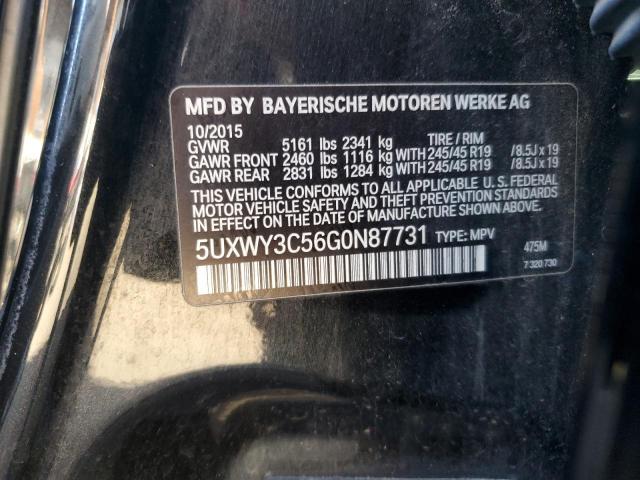 MFD BY BAYERISCHE MOTOREN WERKE AG
10/2015
GVWR 5161 lbs 2341 kg TIRE / RIM
GAWR FRONT 2460 lbs 1116 kg WITH 245/45 R19 /8.5J x 19
GAWR REAR 2831 lbs 1284 kg WITH 245/45 R19 /8.5J x 19
THIS VEHICLE CONFORMS TO ALL APPLICABLE U. S. FEDERAL
MOTOR VEHICLE SAFETY AND THEFT PREVENTION STANDARDS
IN EFFECT ON THE DATE OF MANUFACTURE SHOWN ABOVE.
5UXWY3C56G0N87731 TYPE: MPV
475M
7 320 730